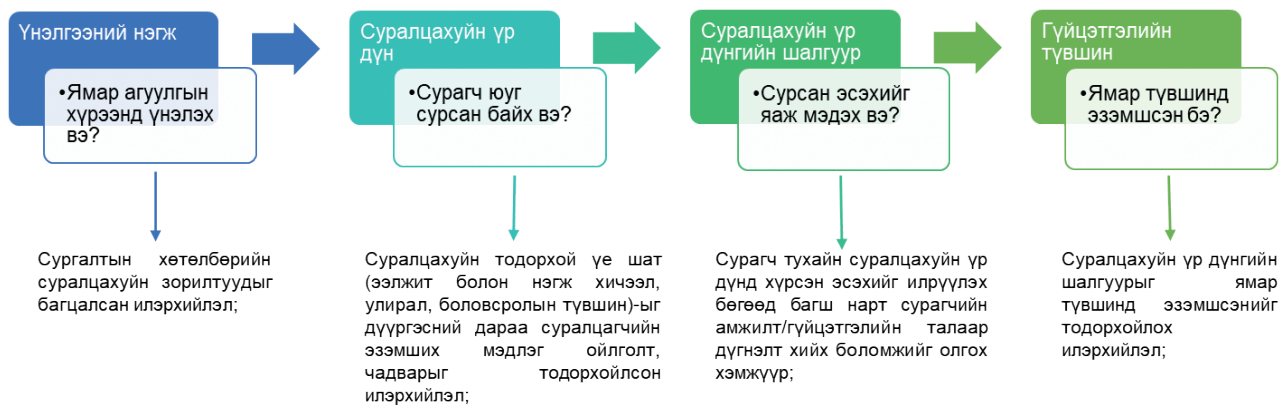 Үнэлгээний нэгж
•Ямар агуулгын
хүрээнд үнэлэх
вэ?
Сургалтын хөтөлбөрийн
суралцахуйн зорилтуудыг
багцалсан илэрхийлэл;
Суралцахуйн үр
дүн
•Сурагч юуг
сурсан байх вэ?
Суралцахуйн тодорхой үе шат
(ээлжит болон нэгж хичээл,
улирал, боловсролын түвшин)-ыг
дүүргэсний дараа суралцагчийн
эзэмших мэдлэг ойлголт,
чадварыг тодорхойлсон
илэрхийлэл;
Суралцахуйн үр
дүнгийн шалгуур
•Сурсан эсэхийг
яаж мэдэх вэ?
Сурагч тухайн суралцахуйн үр
дүнд хүрсэн эсэхийг илрүүлэх
бөгөөд багш нарт сурагчийн
амжилт/гүйцэтгэлийн талаар
дүгнэлт хийх боломжийг олгох
хэмжүүр;
Гүйцэтгэлийн
түвшин
•Ямар түвшинд
эзэмшсэн бэ?
Суралцахуйн үр дүнгийн
шалгуурыг ямар
түвшинд эзэмшсэнийг
тодорхойлох
илэрхийлэл;